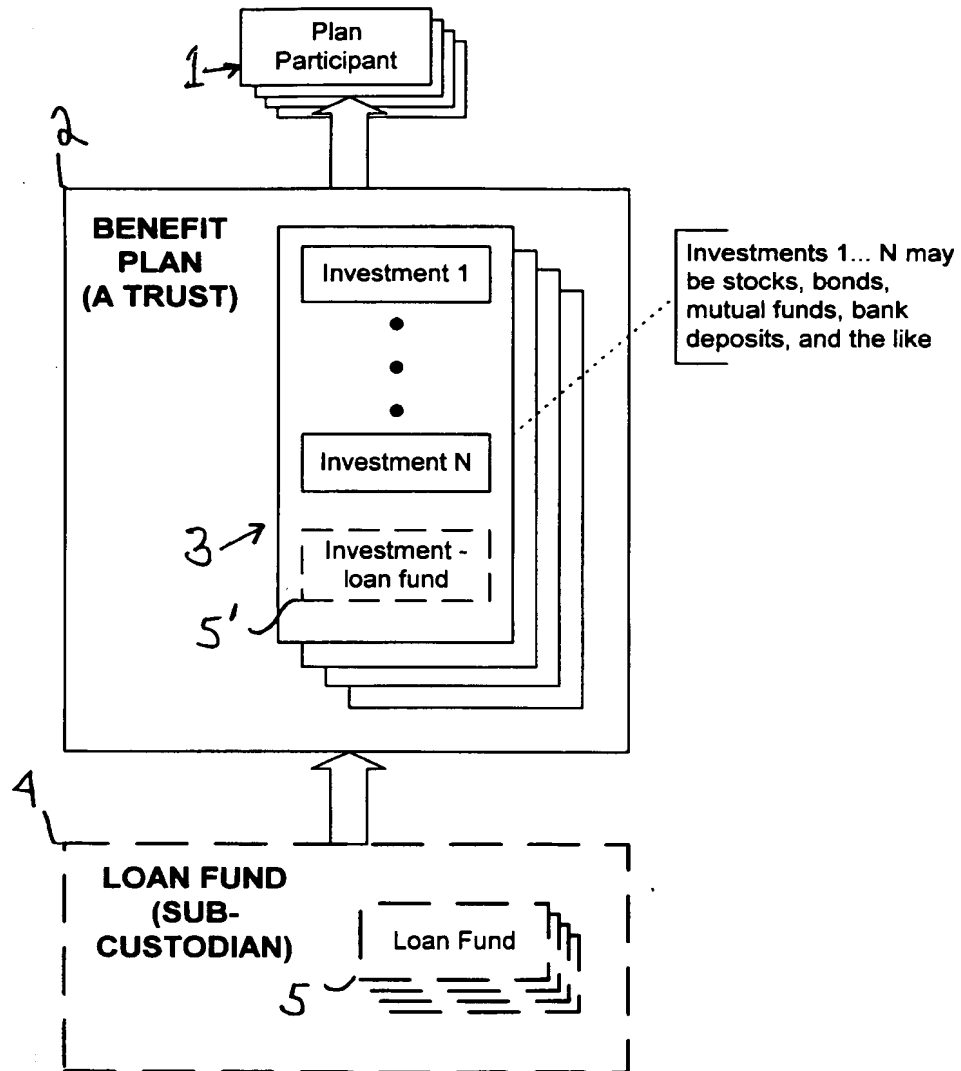 Plan
Participant
1
2
BENEFIT
PLAN
(A TRUST)
Investment 1
Investments 1... N may
be stocks, bonds,
mutual funds, bank
deposits, and the like
Investment N
3
Investment -
loan fund
5'
4
LOAN FUND
(SUB-
CUSTODIAN)
Loan Fund
5